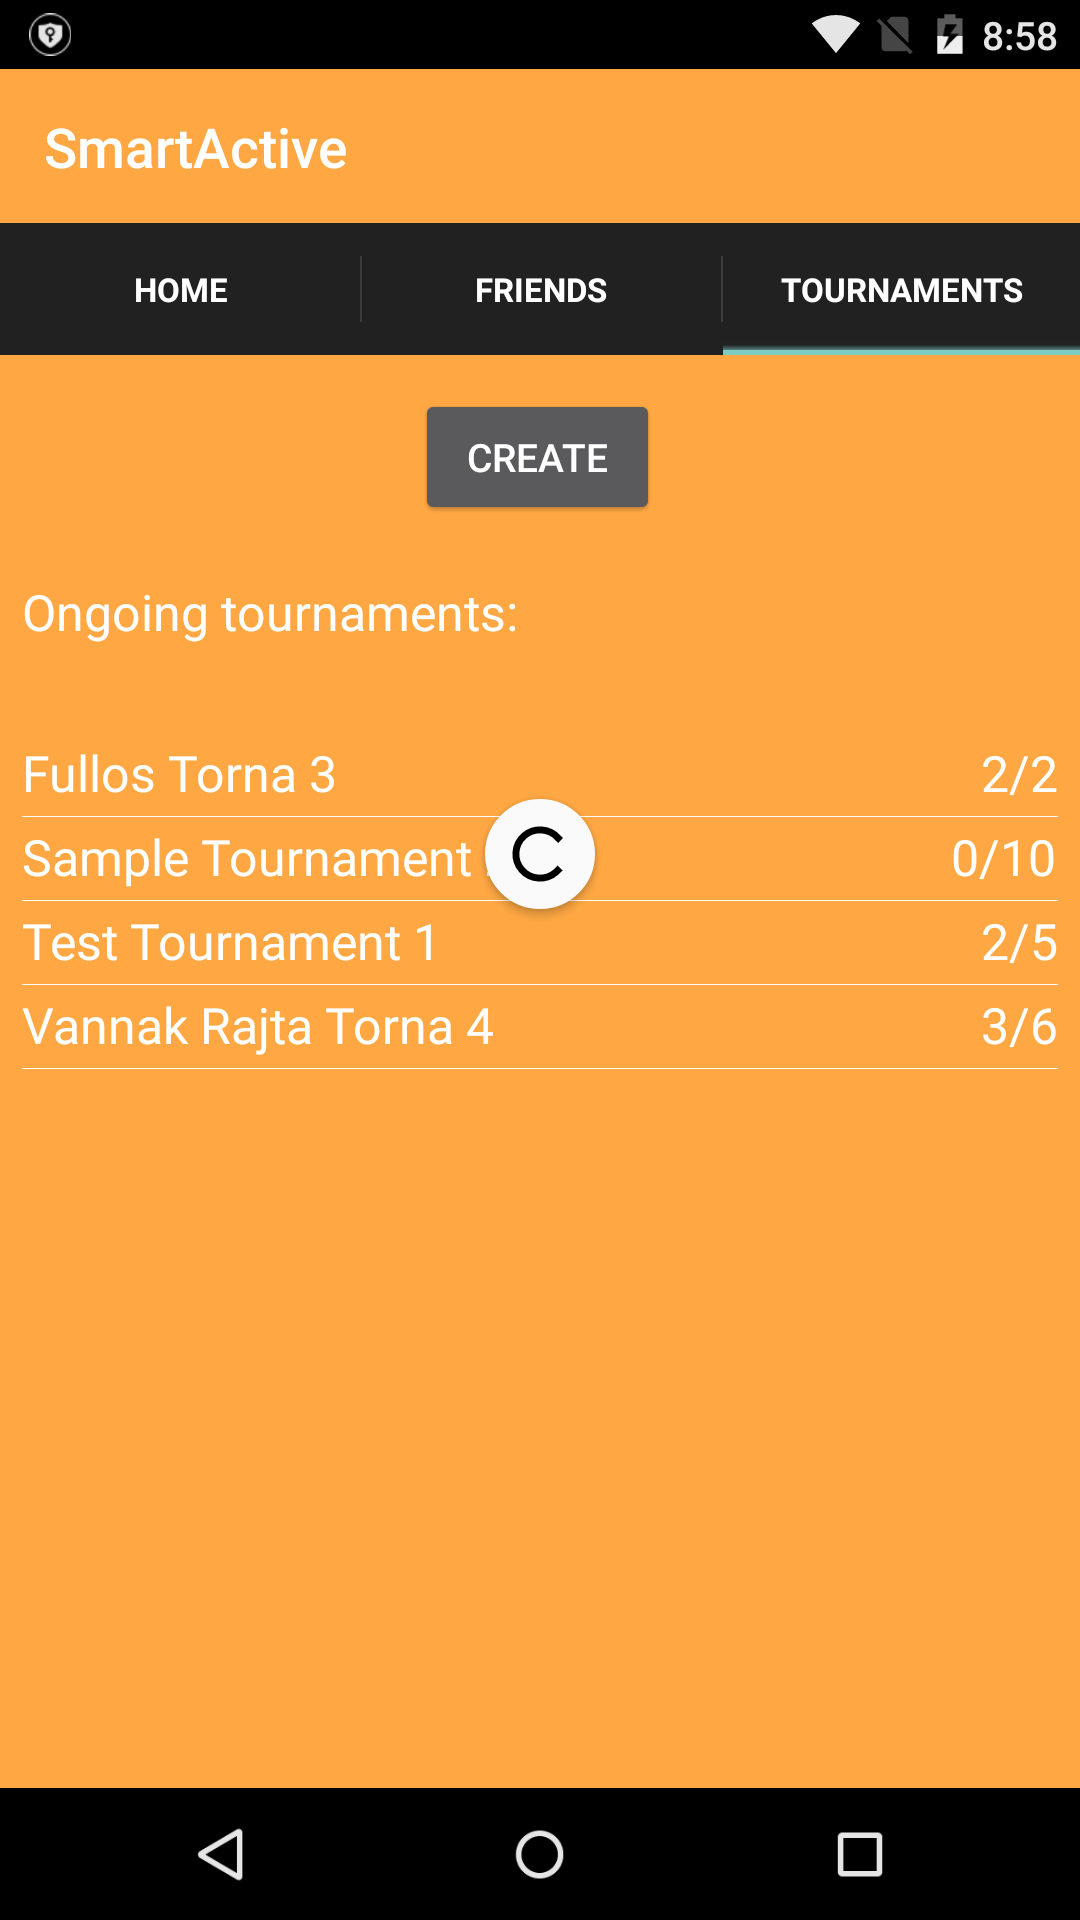 8:58
SmartActive
HOME FRIENDS TOURNAMENTS
CREATE
Ongoing tournaments:
Fullos Torna 3 2/2
Sample Tournament 0/10
Test Tournament 1 2/5
Vannak Rajta Torna 4 3/6